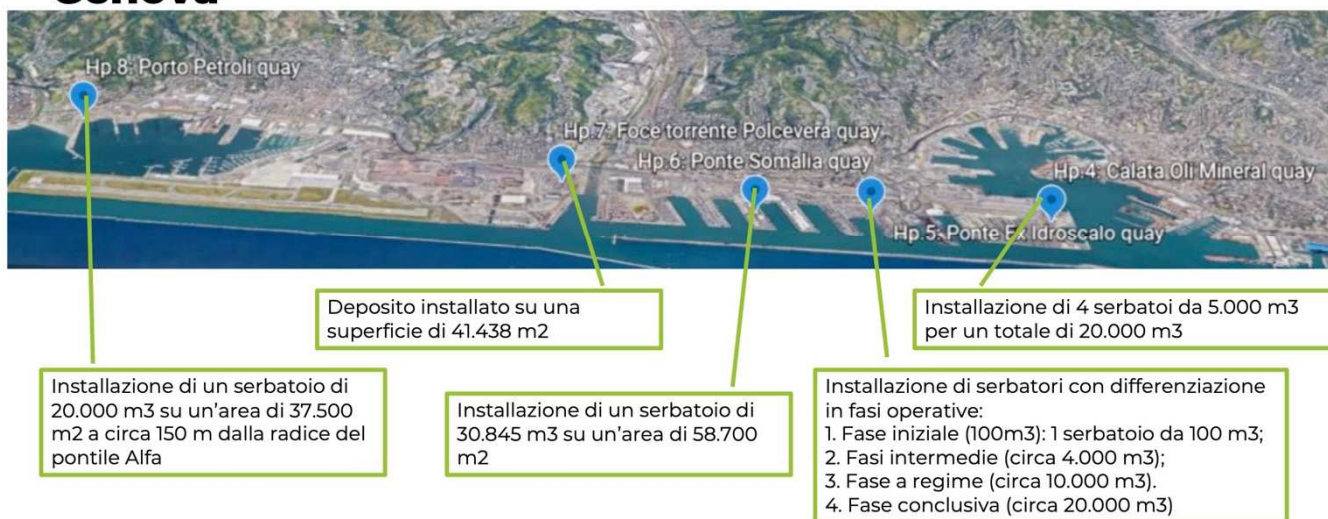 Genova
Hp.8: Porto Petroli quay
Hp.7: Foce torrente Polcevera quay
Hp.6: Ponte Somalia quay
Hp.4: Calata Oli Mineral quay
Hp.5: Ponte Ex Idroscalo quay
Deposito installato su una
superficie di 41.438 m2
Installazione di 4 serbatoi da 5.000 m3
per un totale di 20.000 m3
Installazione di un serbatoio di
20.000 m3 su un’area di 37.500
m2 a circa 150 m dalla radice del
pontile Alfa
Installazione di un serbatoio di
30.845 m3 su un’area di 58.700
m2
Installazione di serbatori con differenziazione
in fasi operative:
1. Fase iniziale (100m3): 1 serbatoio da 100 m3;
2. Fasi intermedie (circa 4.000 m3);
3. Fase a regime (circa 10.000 m3).
4. Fase conclusiva (circa 20.000 m3)